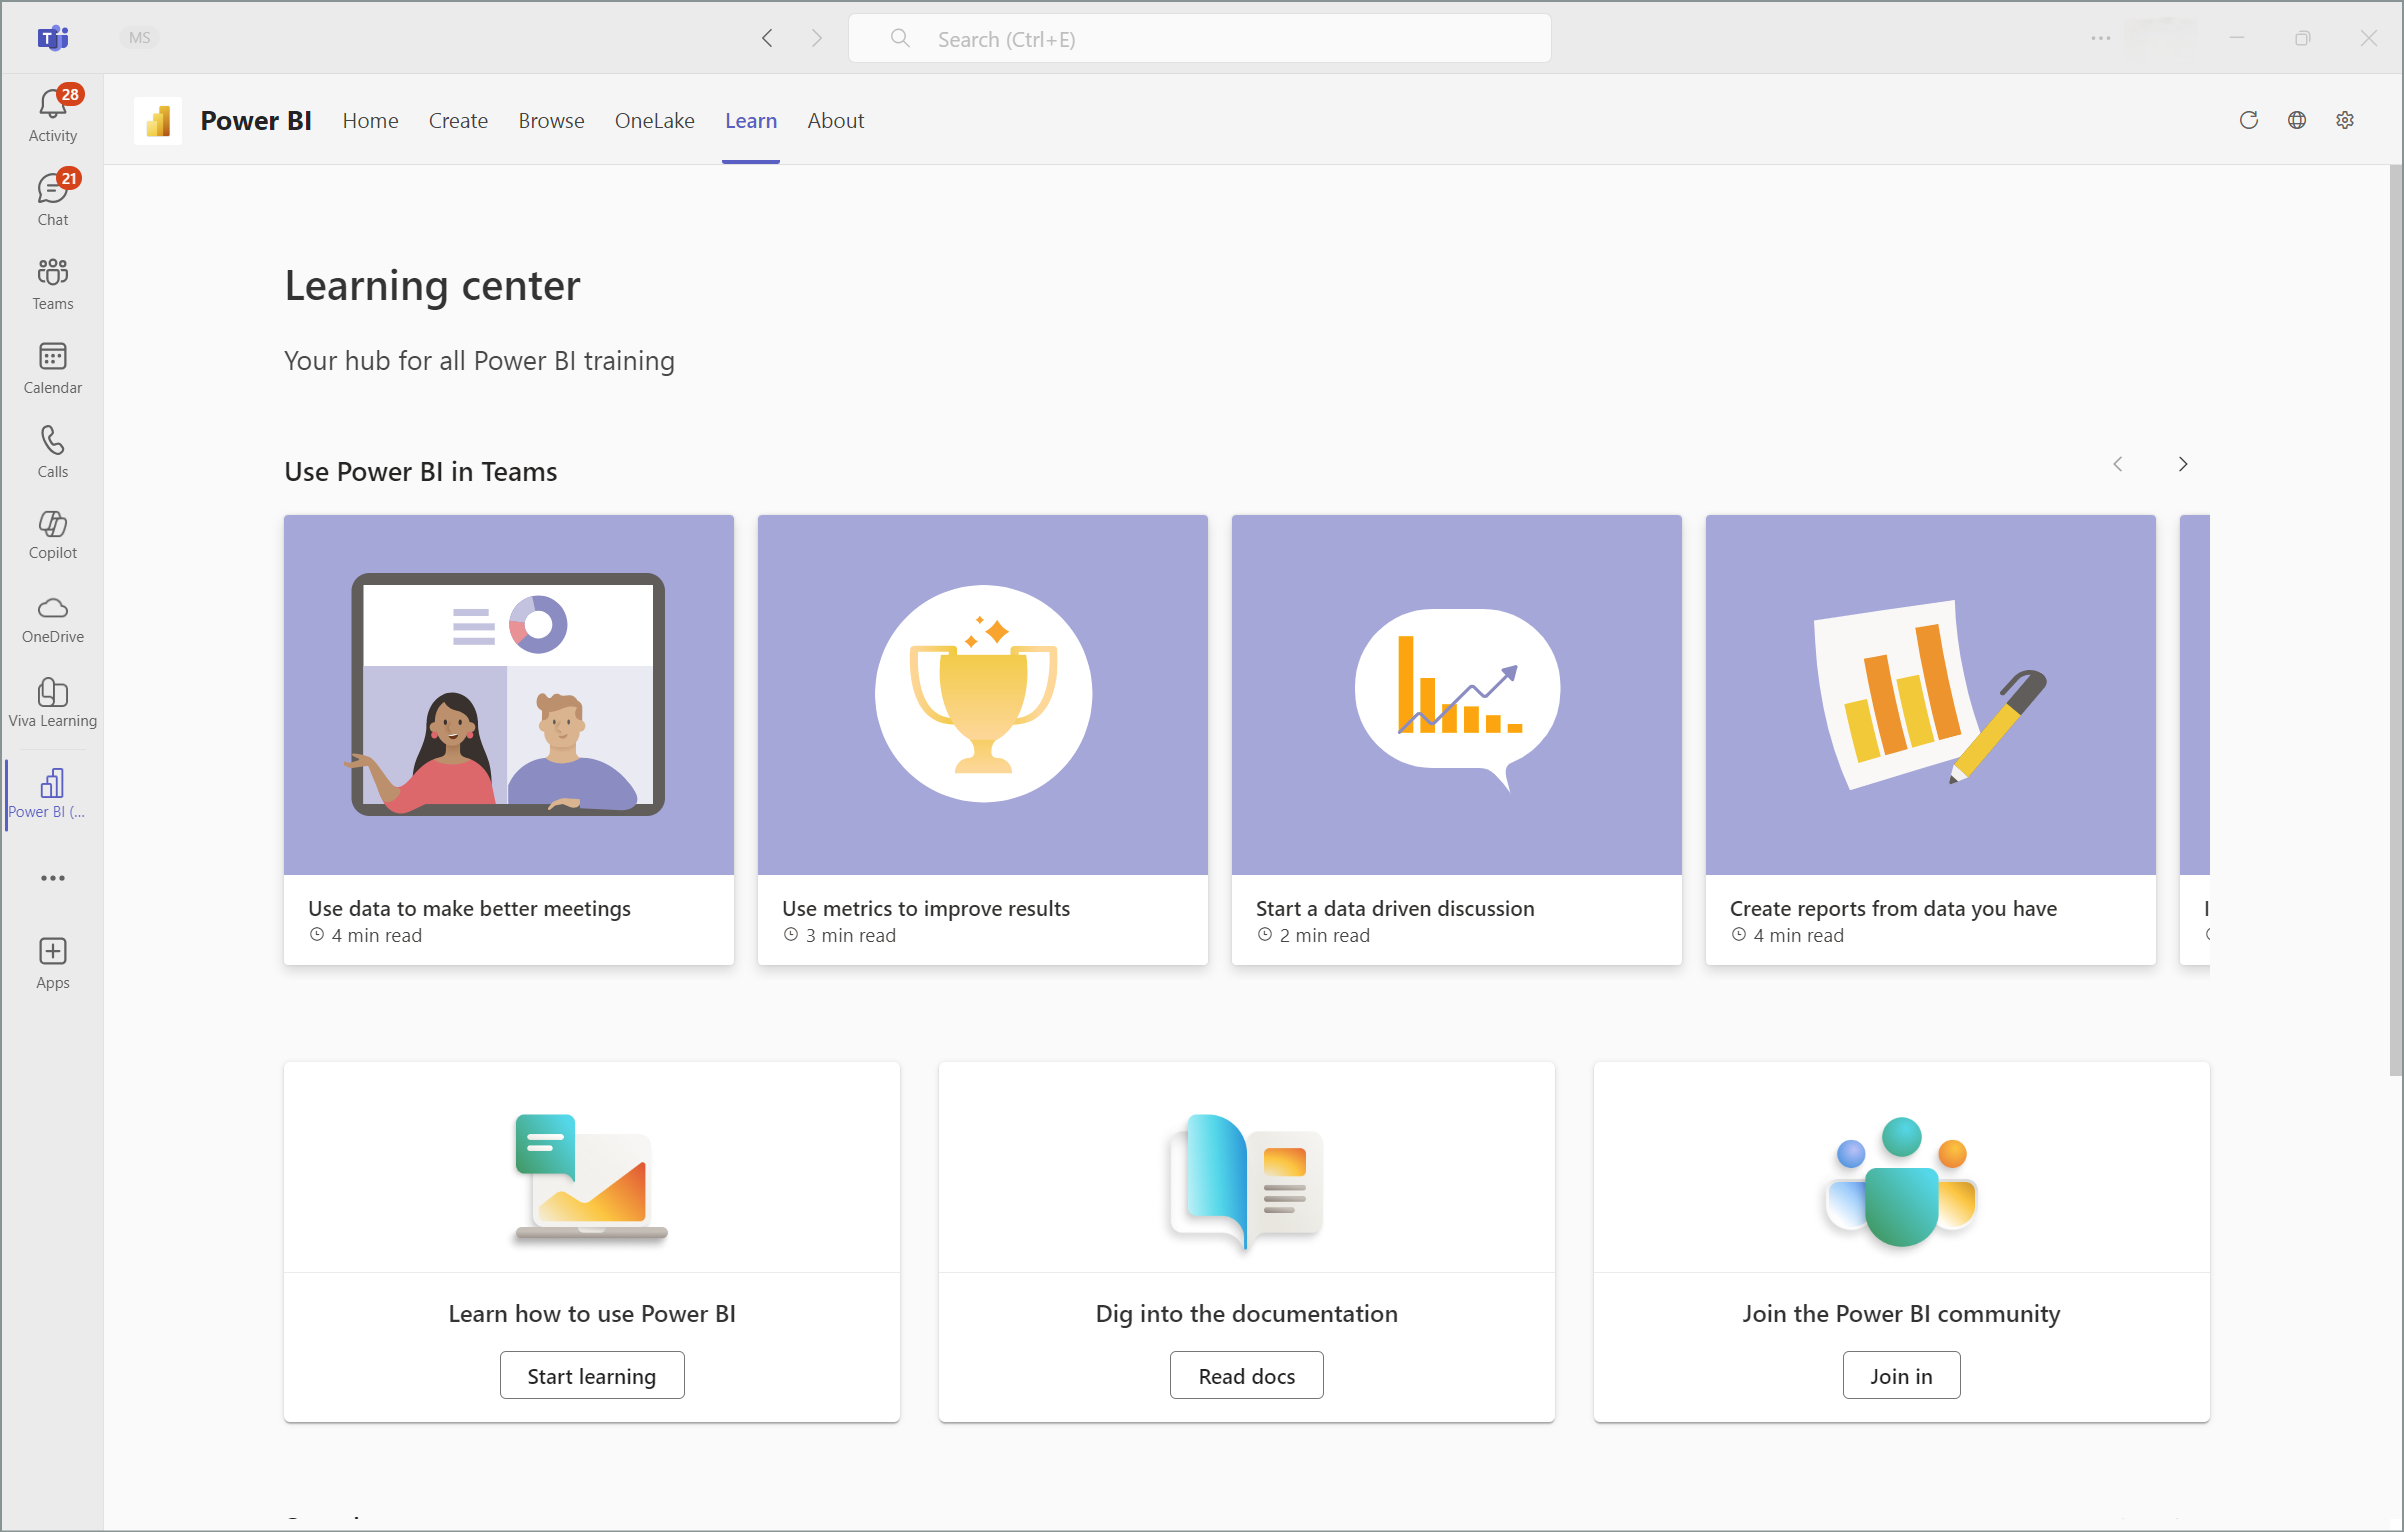 MS
Search (Ctrl+E)
28
Activity
21
Chat
Teams
Calendar
Calls
Copilot
OneDrive
Viva Learning
Power BI (...
Apps
Power BI
Home
Create
Browse
OneLake
Learn
About
Learning center
Your hub for all Power BI training
Use Power BI in Teams
Use data to make better meetings
4 min read
Use metrics to improve results
3 min read
Start a data driven discussion
2 min read
Create reports from data you have
4 min read
Learn how to use Power BI
Start learning
Dig into the documentation
Read docs
Join the Power BI community
Join in